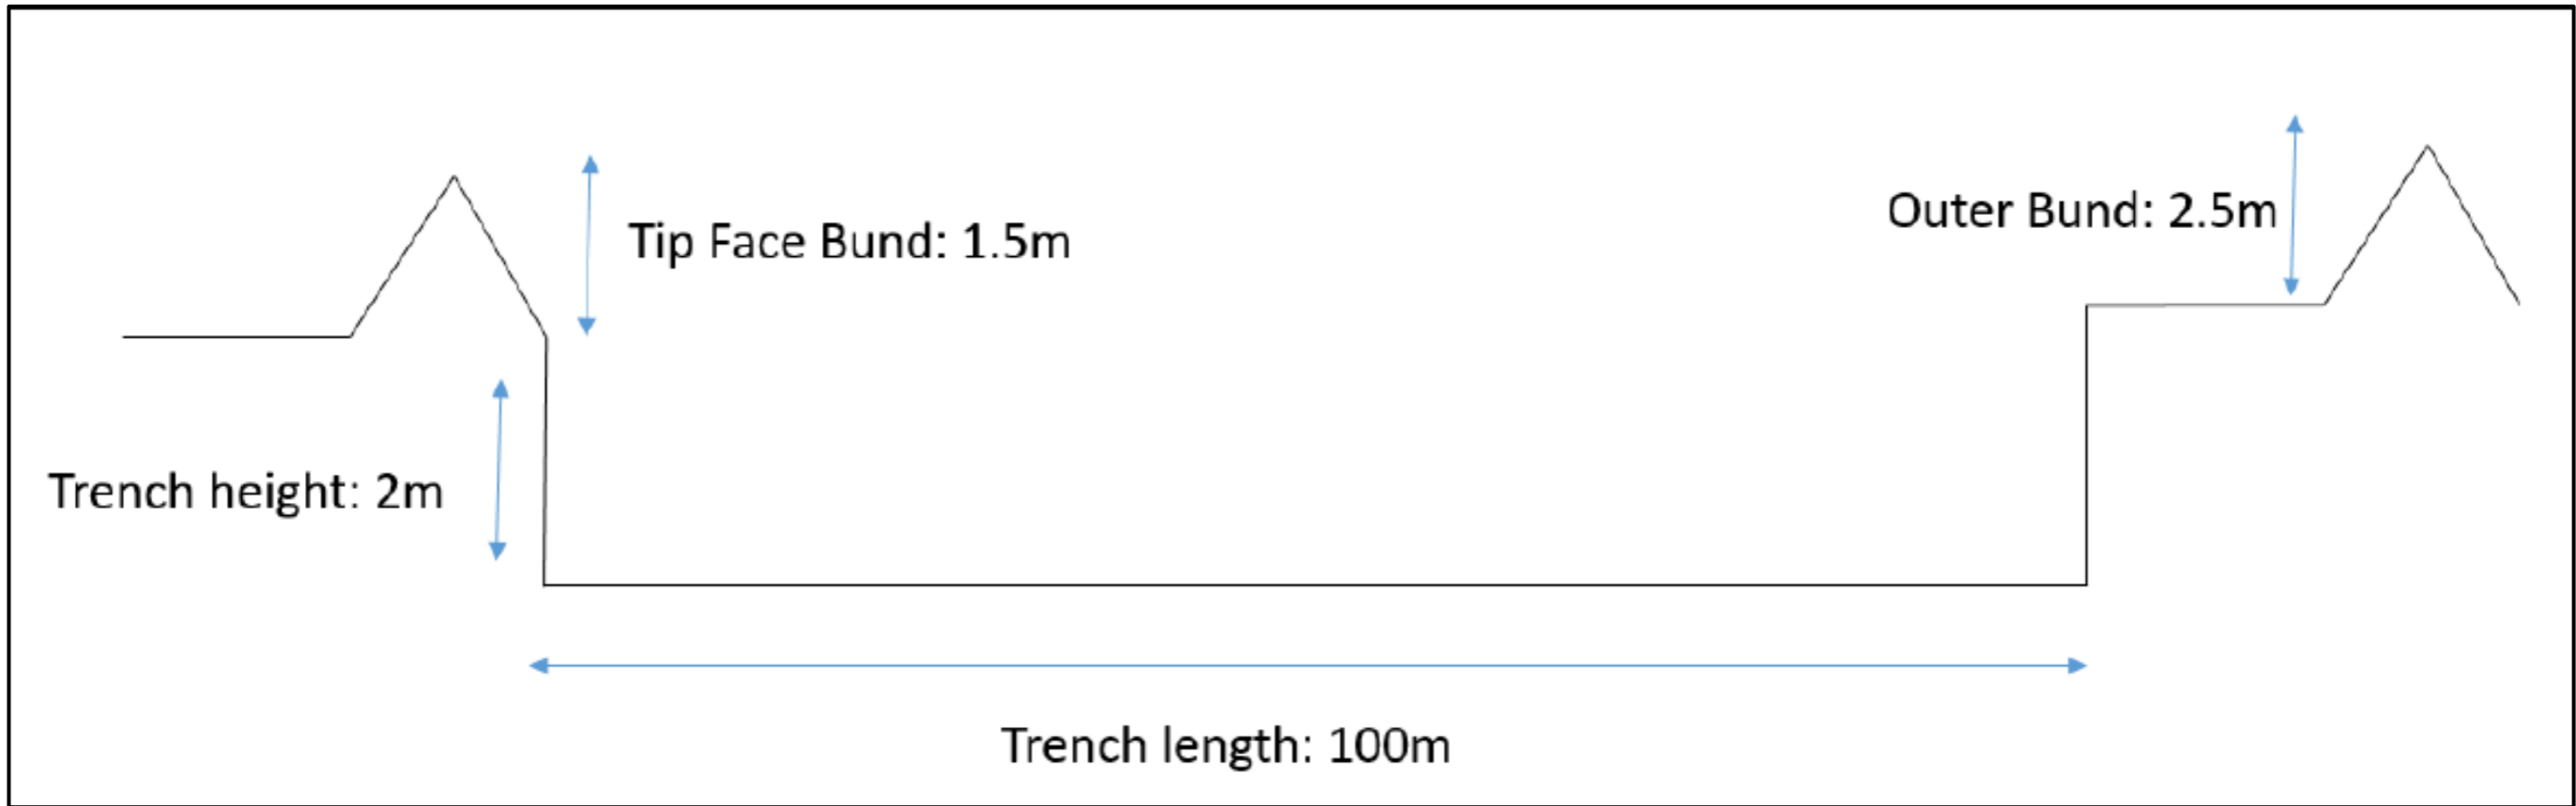 Outer Bund: 2.5m
Tip Face Bund: 1.5m
Trench height: 2m
Trench length: 100m